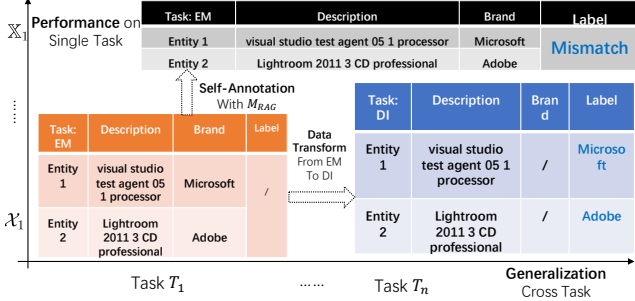 𝕏₁
Performance on
Single Task
Task: EM Description Brand Label
Entity 1 visual studio test agent 05 1 processor Microsoft Mismatch
Entity 2 Lightroom 2011 3 CD professional Adobe
......
Self-Annotation
With M_RAG
Task:
EM
Description Brand Label
Entity
1
visual studio
test agent 05
1 processor
Microsoft
/
Entity
2
Lightroom
2011 3 CD
professional
Adobe
Data
Transform
From EM
To DI
Task:
DI
Description
Bran
d
Label
Entity
1
visual studio
test agent 05 1
processor
/
Microso
ft
Entity
2
Lightroom
2011 3 CD
professional
/
Adobe
𝒳₁
Task T₁
......
Task Tₙ
Generalization
Cross Task